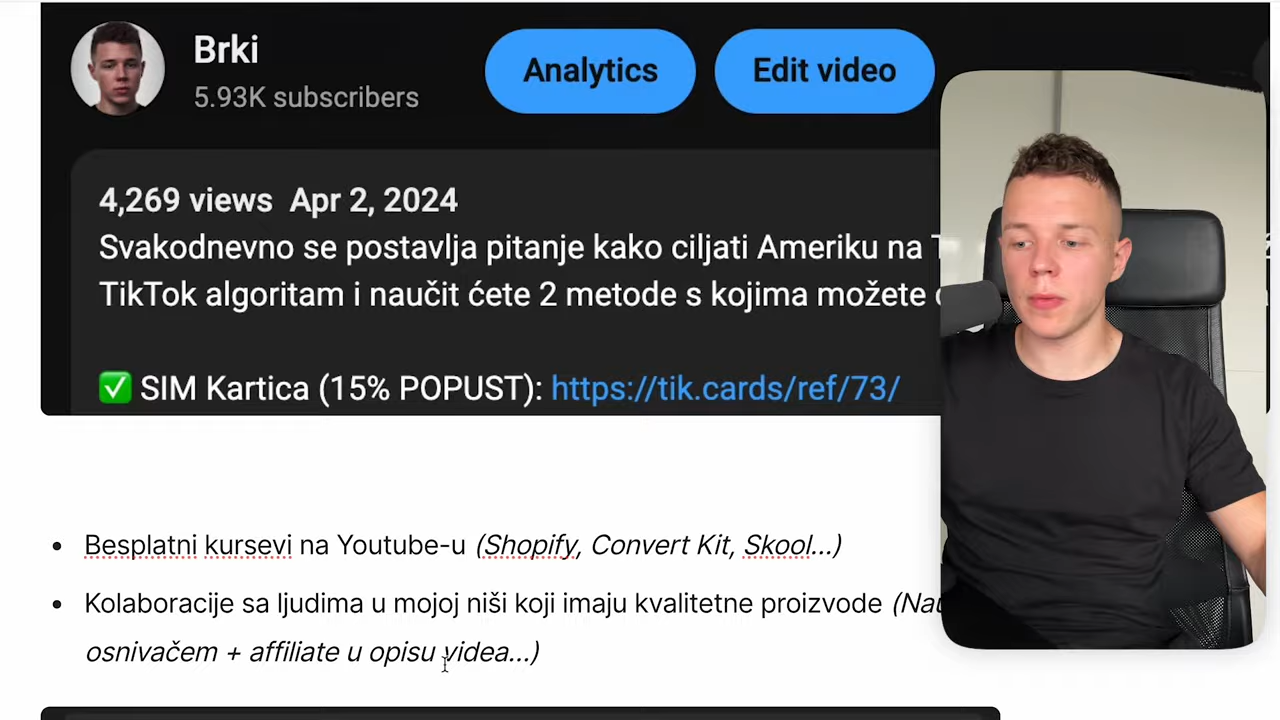 Brki
5.93K subscribers
Analytics
Edit video
4,269 views Apr 2, 2024
Svakodnevno se postavlja pitanje kako ciljati Ameriku na
TikTok algoritam i naučit ćete 2 metode s kojima možete
✅ SIM Kartica (15% POPUST): https://tik.cards/ref/73/
• Besplatni kursevi na Youtube-u (Shopify, Convert Kit, Skool...)
• Kolaboracije sa ljudima u mojoj niši koji imaju kvalitetne proizvode
osnivačem + affiliate u opisu videa...)